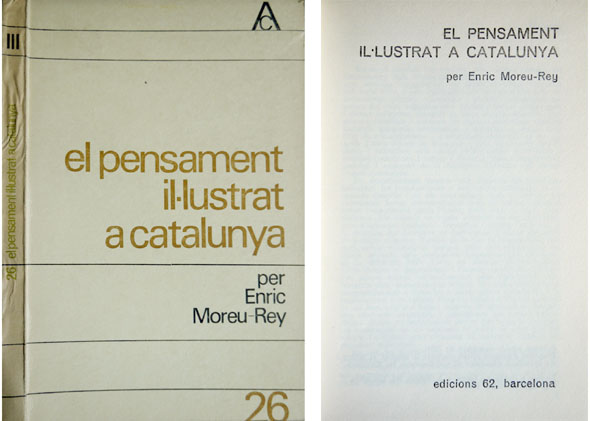 AC
III
26 el pensament il·lustrat a catalunya
el pensament
il·lustrat
a catalunya
per
Enric
Moreu-Rey
26
EL PENSAMENT
IL·LUSTRAT A CATALUNYA
per Enric Moreu-Rey
edicions 62, barcelona